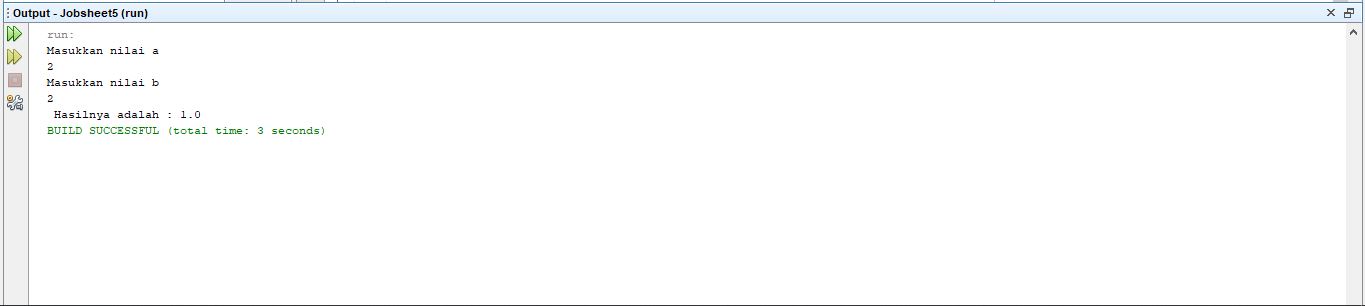 Output - Jobsheet5 (run)
run:
Masukkan nilai a
2
Masukkan nilai b
2
Hasilnya adalah : 1.0
BUILD SUCCESSFUL (total time: 3 seconds)